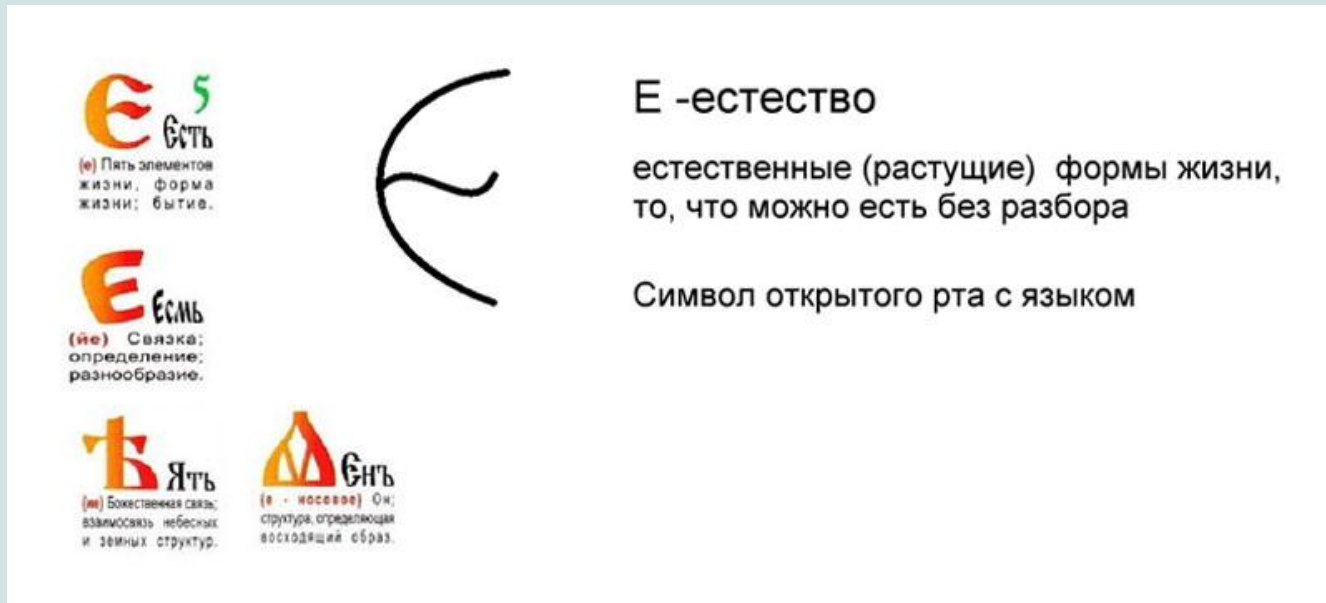 Є 5
Єсть
(е) Пять элементов
жизни, форма
жизни; бытие.
Е Есмь
(йе) Связка;
определение;
разнообразие.
Ѣ Ять
Божественная связь;
взаимосвязь небесных
и земных структур.
Ѧ Єнъ
(е - носовое) Он;
структура, определяющая
восходящий образ.
Є
Е -естество
естественные (растущие) формы жизни,
то, что можно есть без разбора
Символ открытого рта с языком